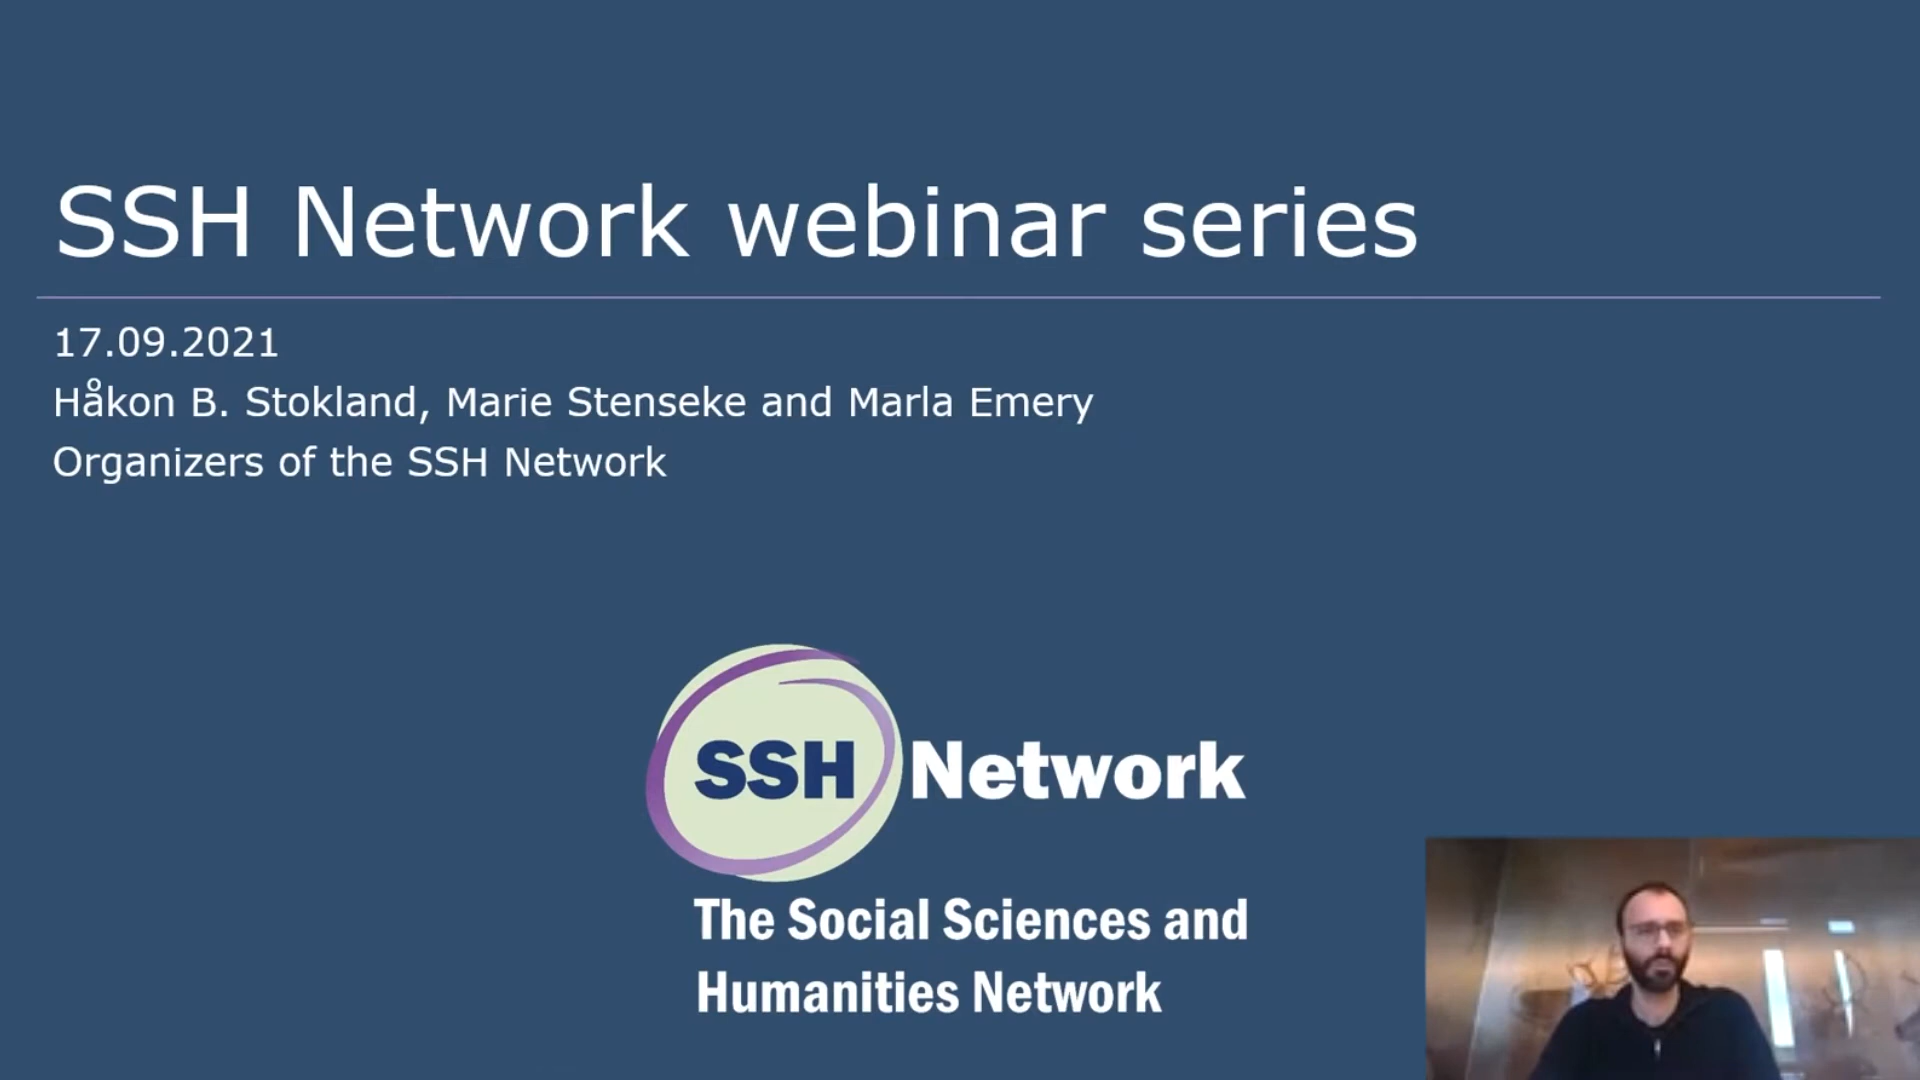 SSH Network webinar series
17.09.2021
Håkon B. Stokland, Marie Stenseke and Marla Emery
Organizers of the SSH Network
SSH Network
The Social Sciences and
Humanities Network